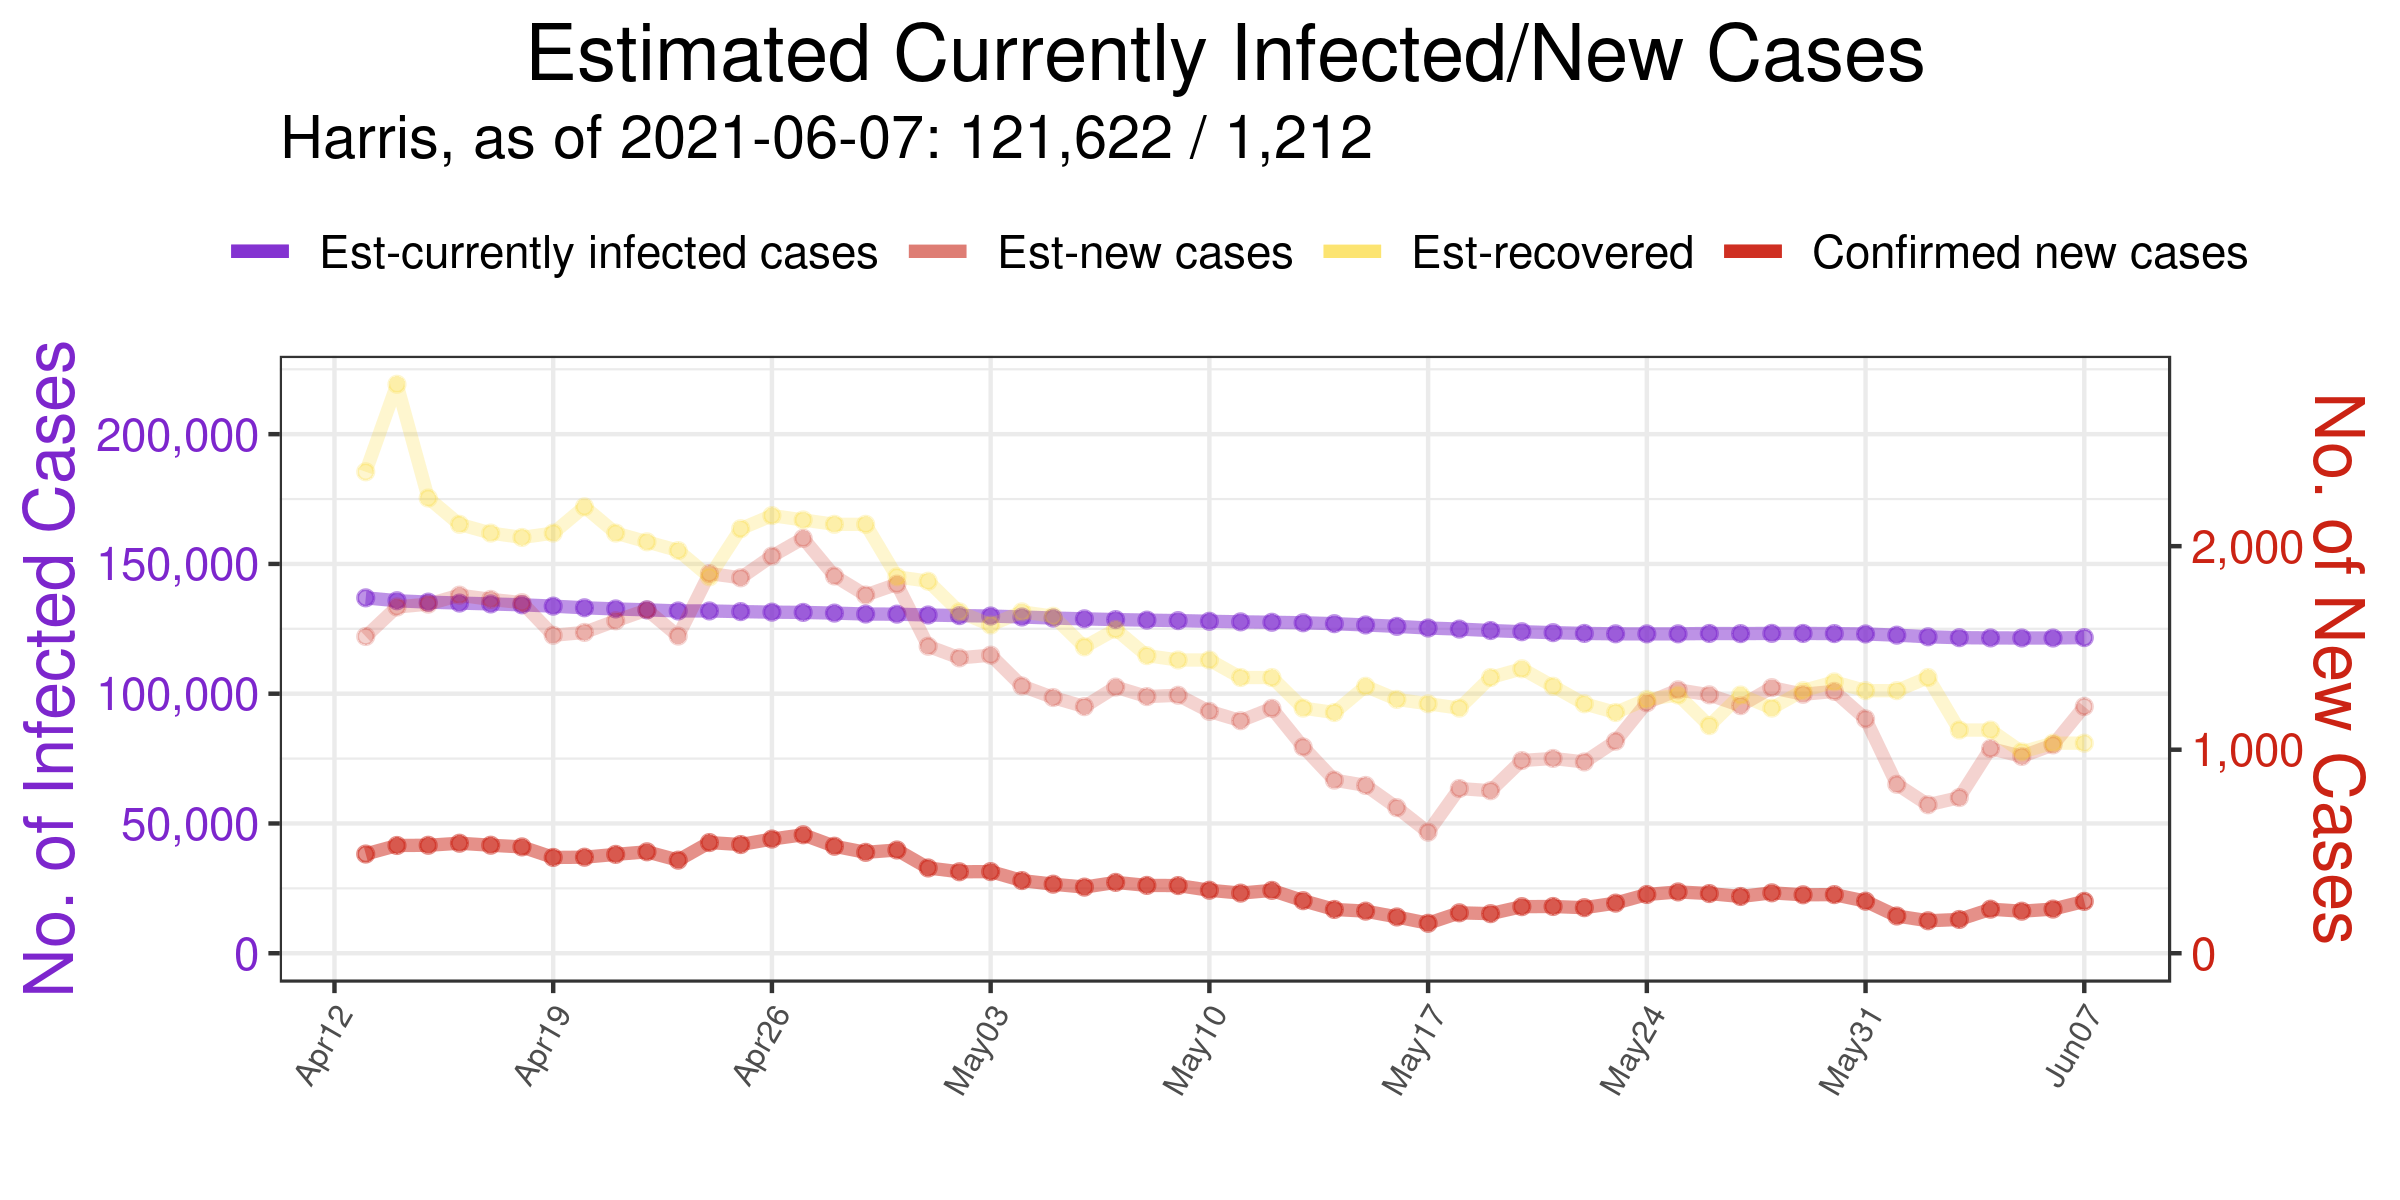 Estimated Currently Infected/New Cases
Harris, as of 2021-06-07: 121,622 / 1,212
Est-currently infected cases Est-new cases Est-recovered Confirmed new cases
No. of Infected Cases
200,000
150,000
100,000
50,000
0
No. of New Cases
2,000
1,000
0
Apr12 Apr19 Apr26 May03 May10 May17 May24 May31 Jun07